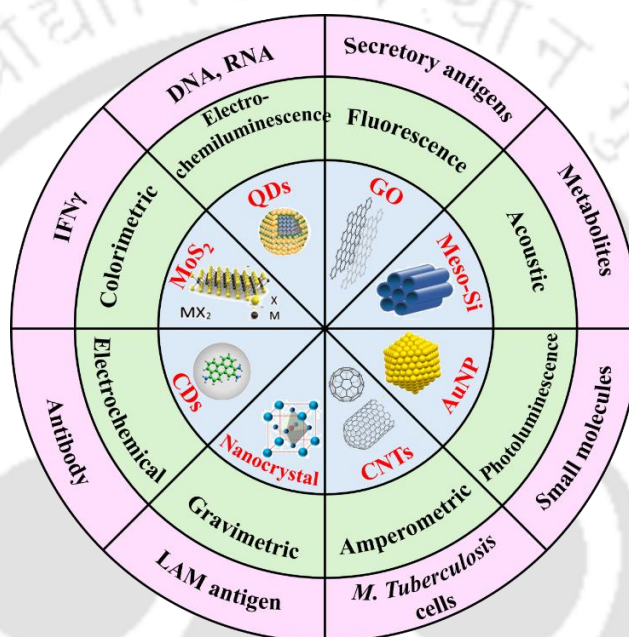 DNA, RNA
Secretory antigens
Metabolites
Small molecules
M. Tuberculosis
cells
LAM antigen
Antibody
IFNγ
Electro-
chemiluminescence
Fluorescence
Acoustic
Photoluminescence
Amperometric
Gravimetric
Electrochemical
Colorimetric
QDs
GO
Meso-Si
AuNP
CNTs
Nanocrystal
CDs
MoS₂
X
MX₂
M